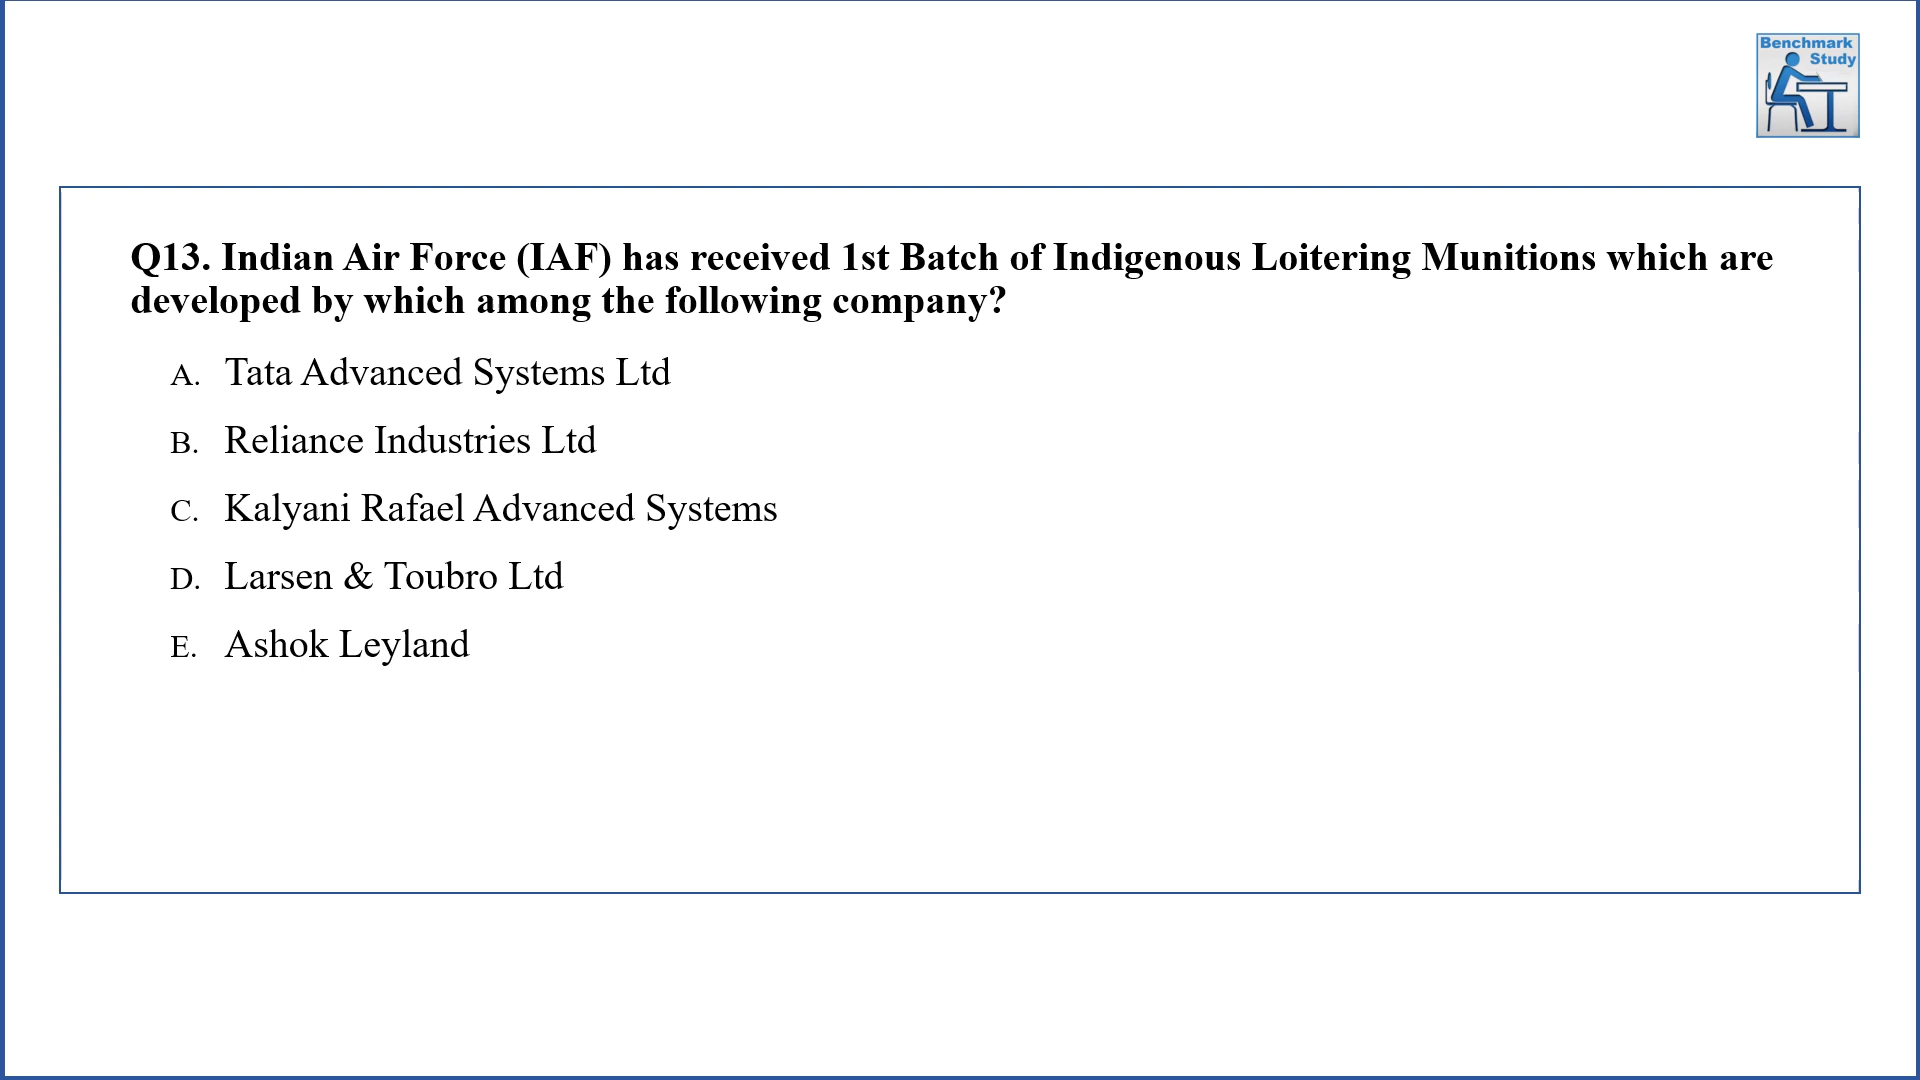 Benchmark
Study
Q13. Indian Air Force (IAF) has received 1st Batch of Indigenous Loitering Munitions which are
developed by which among the following company?
A. Tata Advanced Systems Ltd
B. Reliance Industries Ltd
C. Kalyani Rafael Advanced Systems
D. Larsen & Toubro Ltd
E. Ashok Leyland